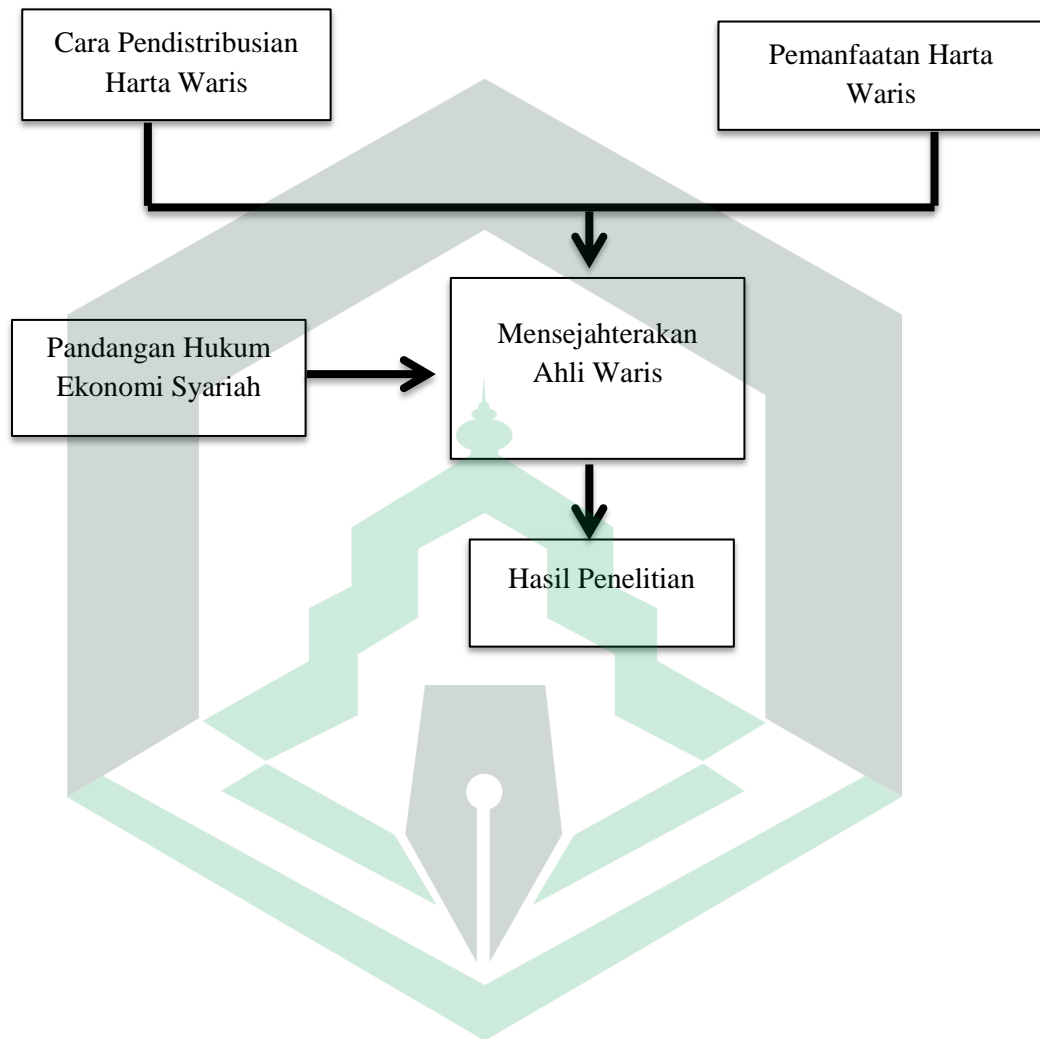 Cara Pendistribusian
Harta Waris
Pemanfaatan Harta
Waris
Pandangan Hukum
Ekonomi Syariah
Mensejahterakan
Ahli Waris
Hasil Penelitian